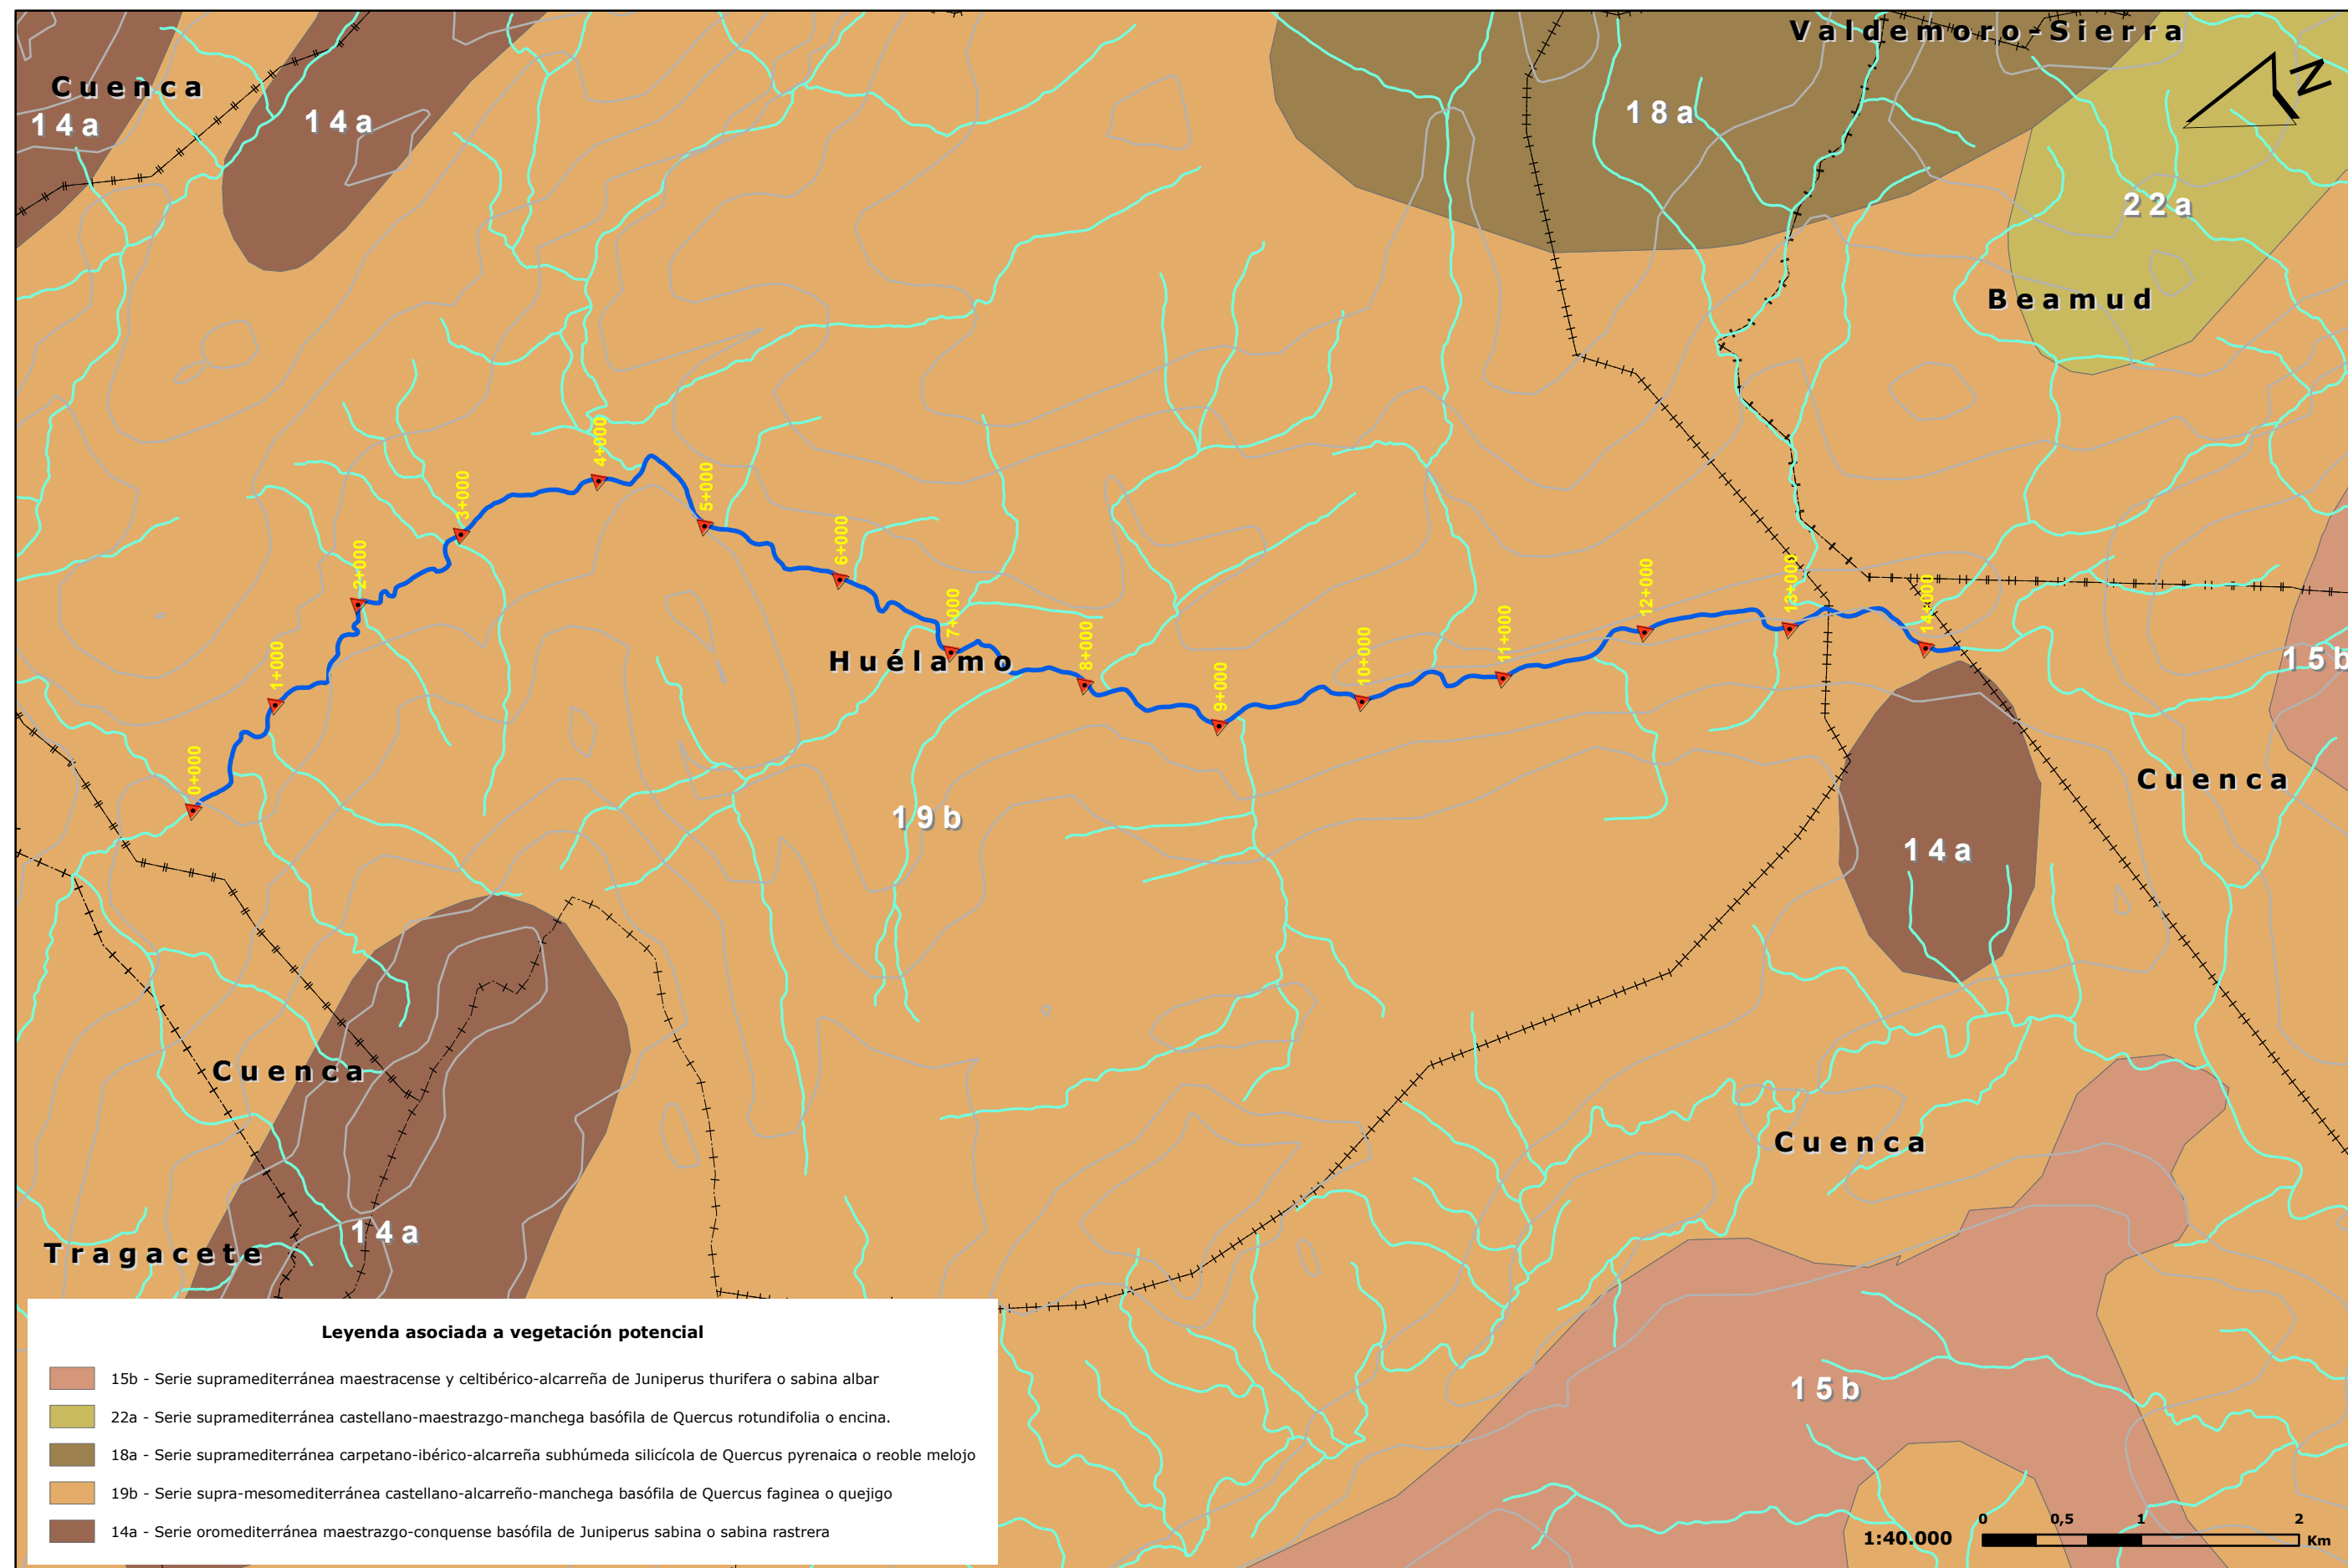 Valdemoro-Sierra
Cuenca
N
14a
14a
18a
22a
Beamud
4+000
5+000
3+000
6+000
2+000
13+000
14+000
12+000
7+000
11+000
8+000
1+000
Huélamo
15b
9+000
10+000
0+000
Cuenca
19b
14a
Cuenca
Cuenca
14a
Tragacete
15b
Leyenda asociada a vegetación potencial
15b - Serie supramediterránea maestracense y celtibérico-alcarreña de Juniperus thurifera o sabina albar
22a - Serie supramediterránea castellano-maestrazgo-manchega basófila de Quercus rotundifolia o encina.
18a - Serie supramediterránea carpetano-ibérico-alcarreña subhúmeda silicícola de Quercus pyrenaica o reoble melojo
19b - Serie supra-mesomediterránea castellano-alcarreño-manchega basófila de Quercus faginea o quejigo
14a - Serie oromediterránea maestrazgo-conquense basófila de Juniperus sabina o sabina rastrera
0 0,5 1 2
1:40.000 Km